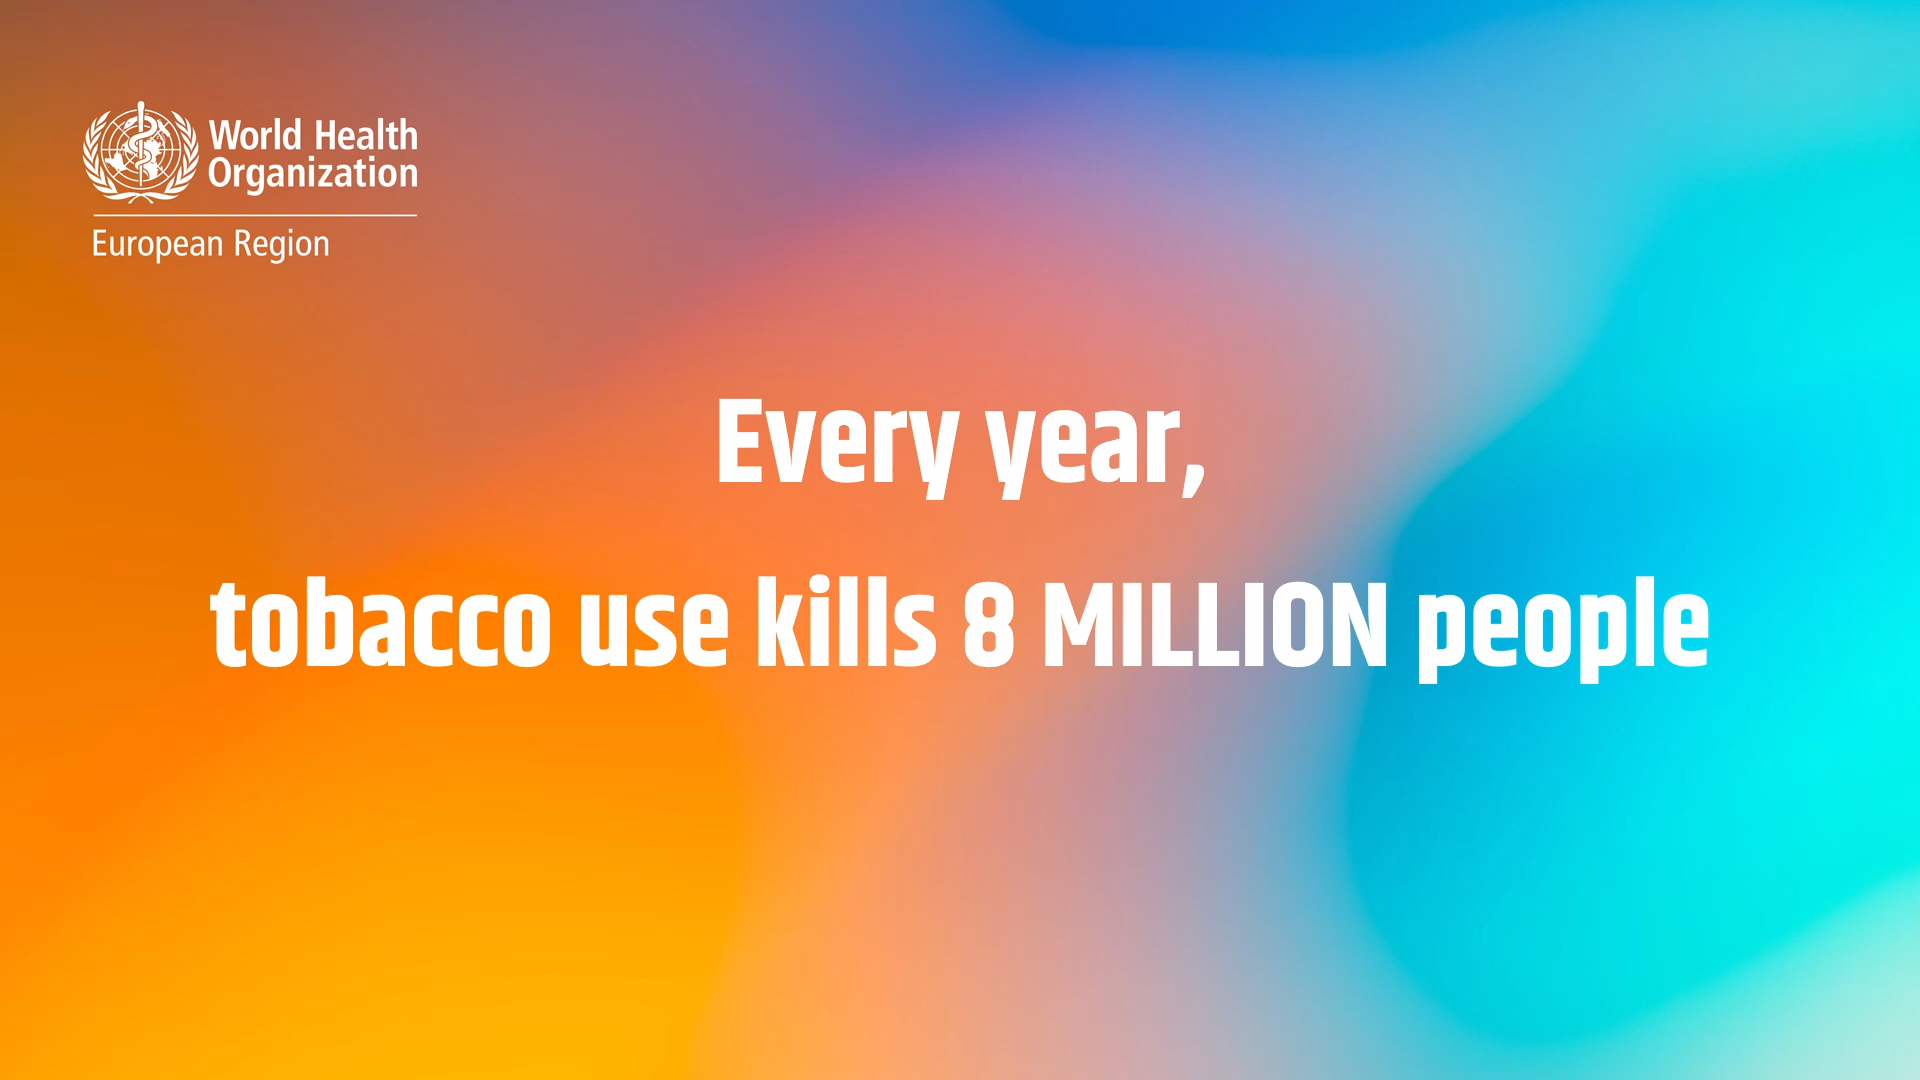 World Health
Organization
European Region
Every year,
tobacco use kills 8 MILLION people